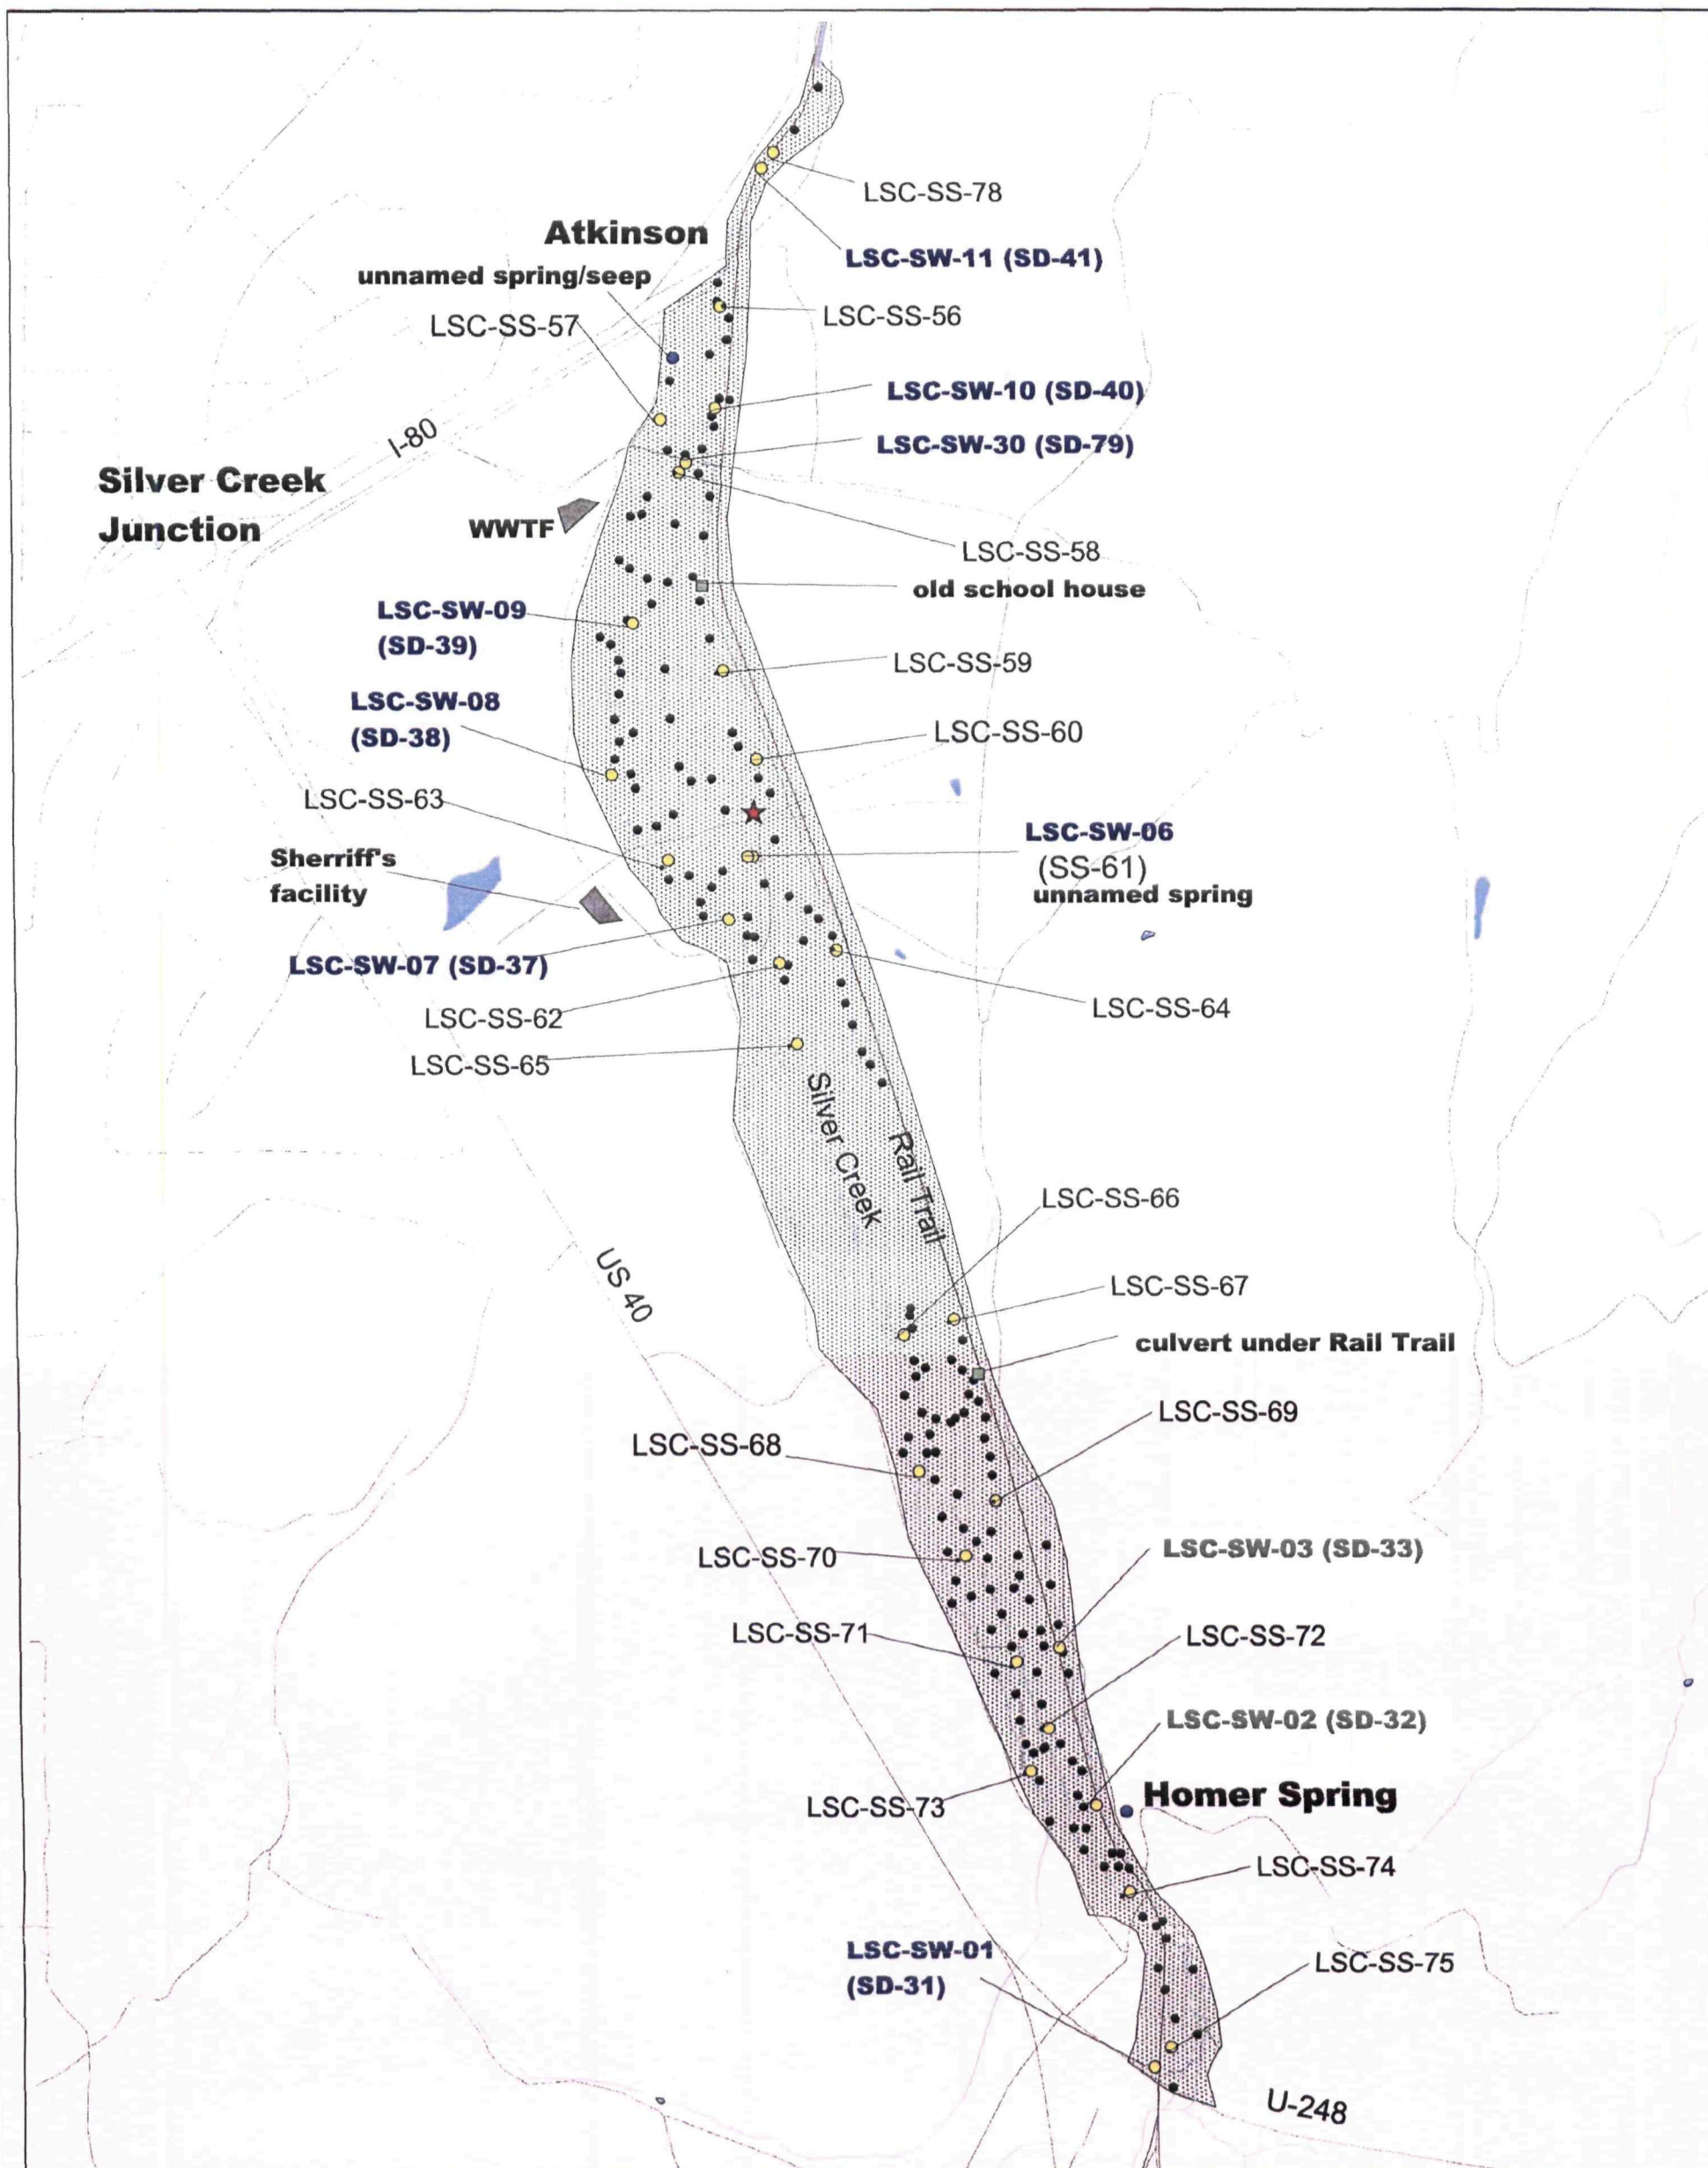 LSC-SS-78
Atkinson
LSC-SW-11 (SD-41)
unnamed spring/seep
LSC-SS-57
LSC-SS-56
LSC-SW-10 (SD-40)
I-80
LSC-SW-30 (SD-79)
Silver Creek
Junction
WWTF
LSC-SS-58
old school house
LSC-SW-09
(SD-39)
LSC-SS-59
LSC-SW-08
(SD-38)
LSC-SS-60
LSC-SS-63
LSC-SW-06
(SS-61)
unnamed spring
Sherriff's
facility
LSC-SW-07 (SD-37)
LSC-SS-64
LSC-SS-62
LSC-SS-65
Silver Creek
Rail Trail
LSC-SS-66
US 40
LSC-SS-67
culvert under Rail Trail
LSC-SS-69
LSC-SS-68
LSC-SW-03 (SD-33)
LSC-SS-70
LSC-SS-71
LSC-SS-72
LSC-SW-02 (SD-32)
Homer Spring
LSC-SS-73
LSC-SS-74
LSC-SW-01
(SD-31)
LSC-SS-75
U-248